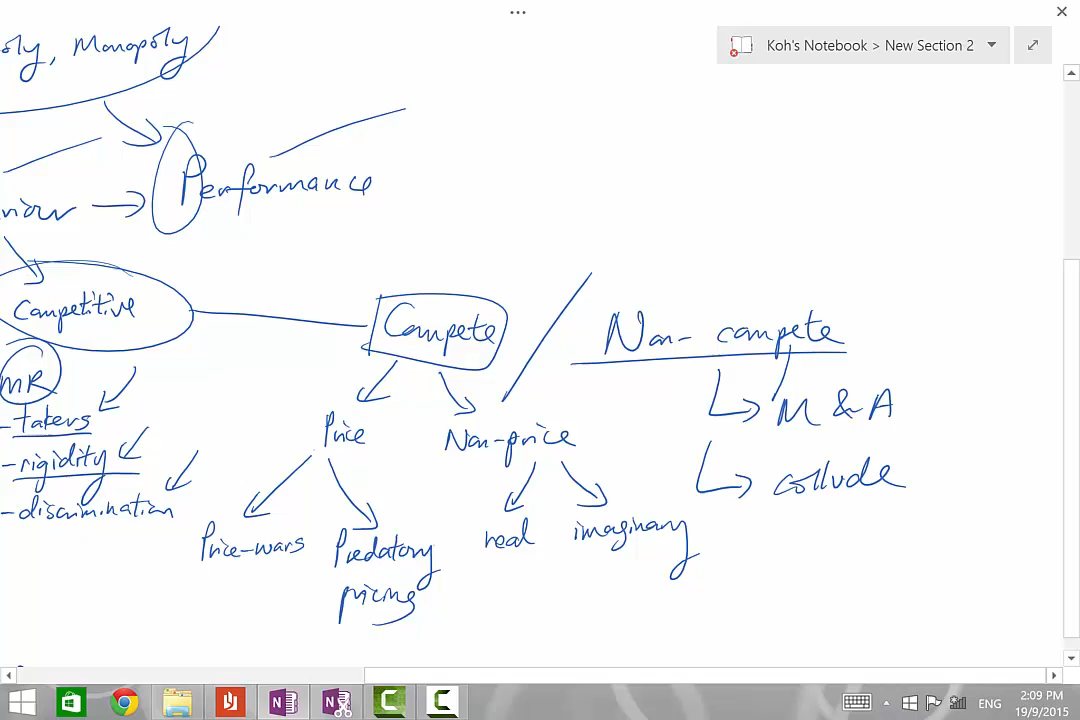 oly, Monopoly
Koh's Notebook > New Section 2
Performance
viour
Competitive
Compete
Non-compete
MR
- takers
- rigidity
- discrimination
Price
Non-price
M & A
collude
Price-wars
Predatory
pricing
real
imaginary
ENG
2:09 PM
19/9/2015